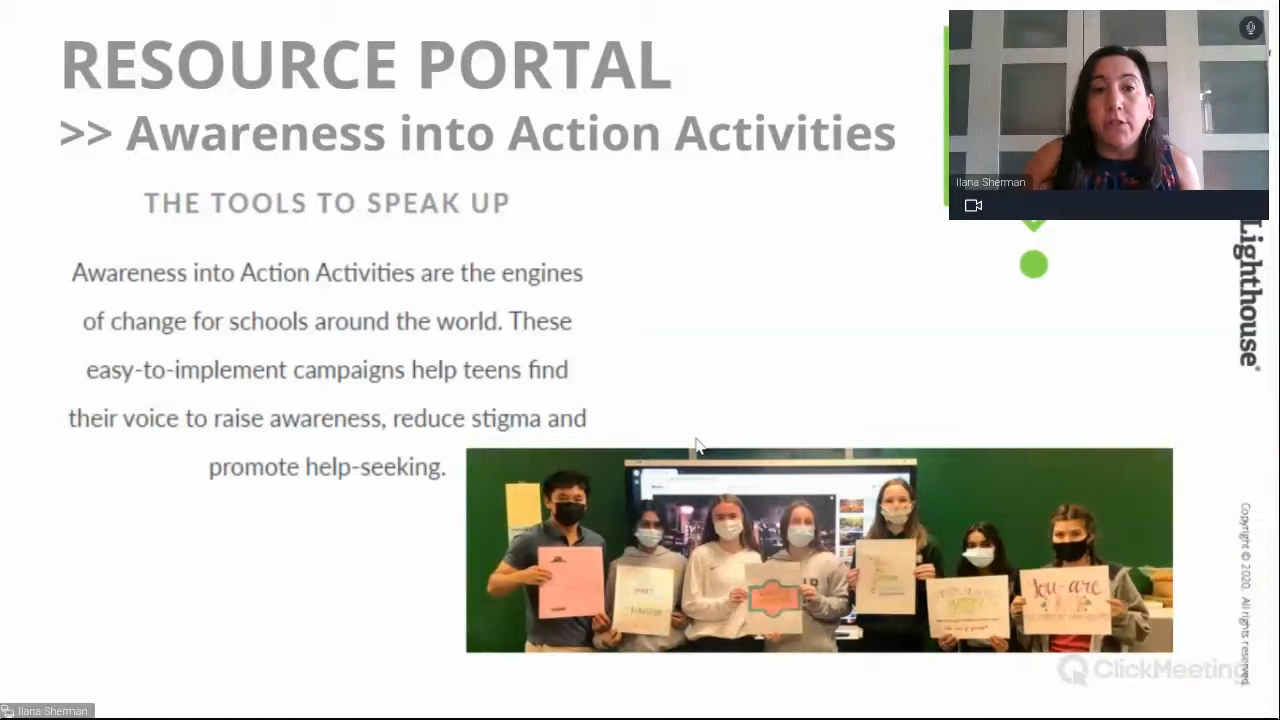 RESOURCE PORTAL
>> Awareness into Action Activities
THE TOOLS TO SPEAK UP
Awareness into Action Activities are the engines
of change for schools around the world. These
easy-to-implement campaigns help teens find
their voice to raise awareness, reduce stigma and
promote help-seeking.
Ilana Sherman
Lighthouse®
Copyright © 2020. All rights reserved.
You are
ClickMeeting
Ilana Sherman